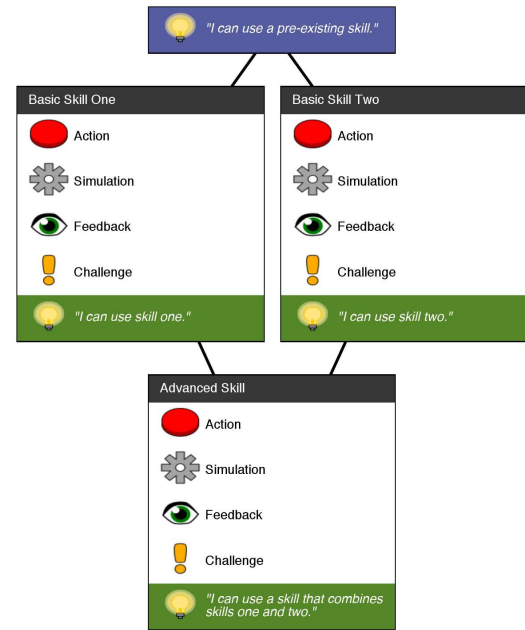 "I can use a pre-existing skill."
Basic Skill One
Action
Simulation
Feedback
Challenge
"I can use skill one."
Basic Skill Two
Action
Simulation
Feedback
Challenge
"I can use skill two."
Advanced Skill
Action
Simulation
Feedback
Challenge
"I can use a skill that combines
skills one and two."